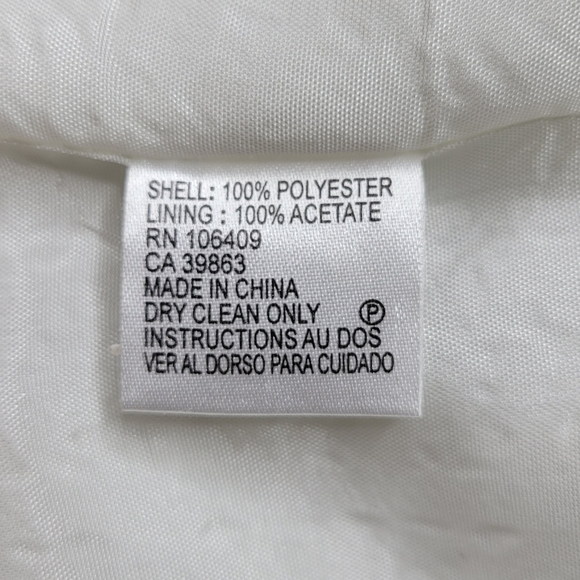 SHELL: 100% POLYESTER
LINING : 100% ACETATE
RN 106409
CA 39863
MADE IN CHINA
DRY CLEAN ONLY Ⓟ
INSTRUCTIONS AU DOS
VER AL DORSO PARA CUIDADO